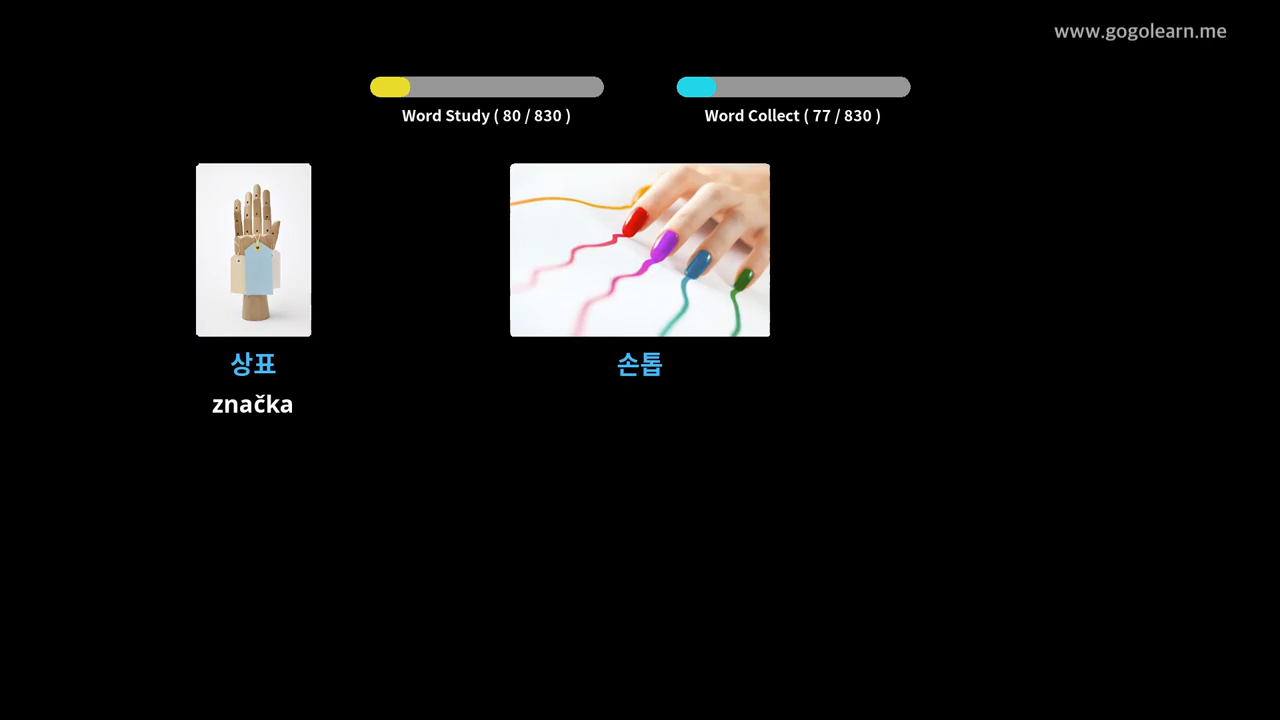 www.gogolearn.me
Word Study ( 80 / 830 )
Word Collect ( 77 / 830 )
상표
značka
손톱